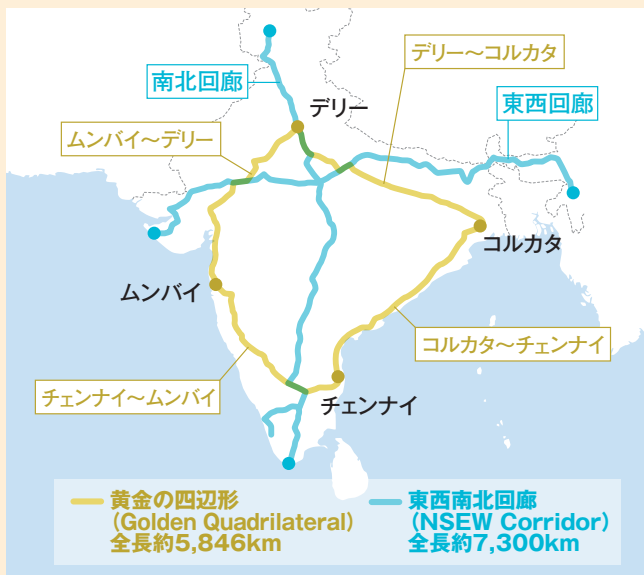 デリー〜コルカタ
南北回廊
東西回廊
デリー
ムンバイ〜デリー
コルカタ
ムンバイ
コルカタ〜チェンナイ
チェンナイ〜ムンバイ
チェンナイ
黄金の四辺形
(Golden Quadrilateral)
全長約5,846km
東西南北回廊
(NSEW Corridor)
全長約7,300km